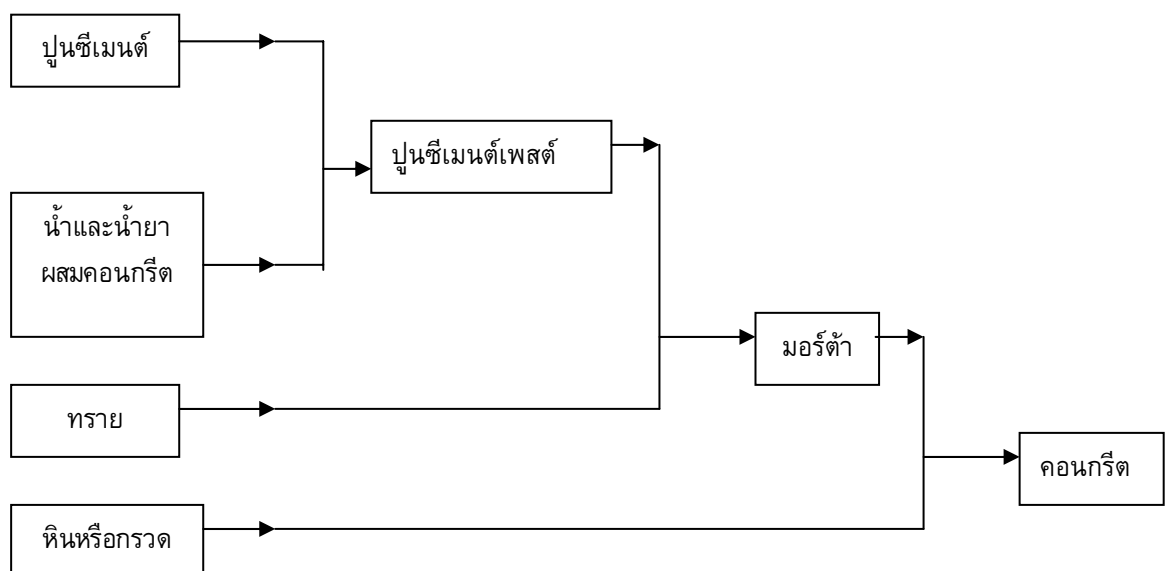 ปูนซีเมนต์
ปูนซีเมนต์เพสต์
น้ำและน้ำยา
ผสมคอนกรีต
มอร์ต้า
ทราย
คอนกรีต
หินหรือกรวด